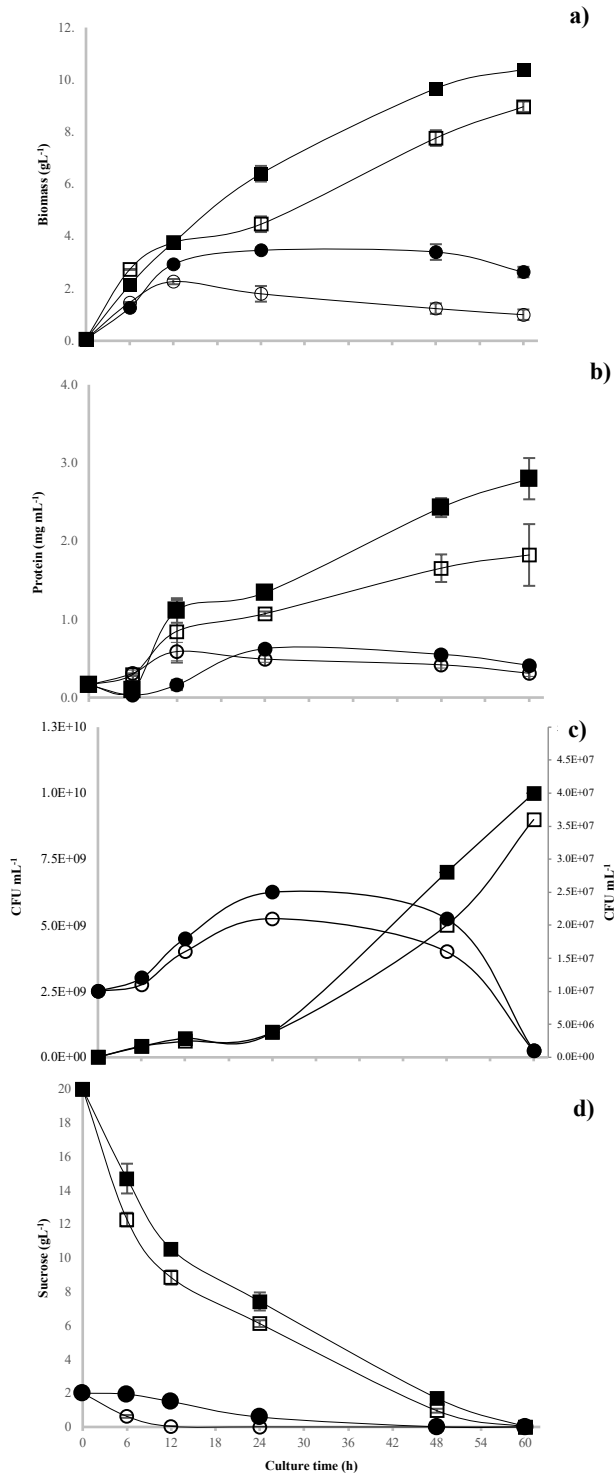 a)
12.
10.
8.
6.
4.
2.
0.
Biomass (gL-1)
b)
4.0
3.0
2.0
1.0
0.0
Protein (mg mL-1)
c)
1.3E+10
1.0E+10
7.5E+09
5.0E+09
2.5E+09
0.0E+00
CFU mL-1
4.5E+07
4.0E+07
3.5E+07
3.0E+07
2.5E+07
2.0E+07
1.5E+07
1.0E+07
5.0E+06
0.0E+00
CFU mL-1
d)
20
18
16
14
12
10
8
6
4
2
0
Sucrose (gL-1)
0 6 12 18 24 30 36 42 48 54 60
Culture time (h)